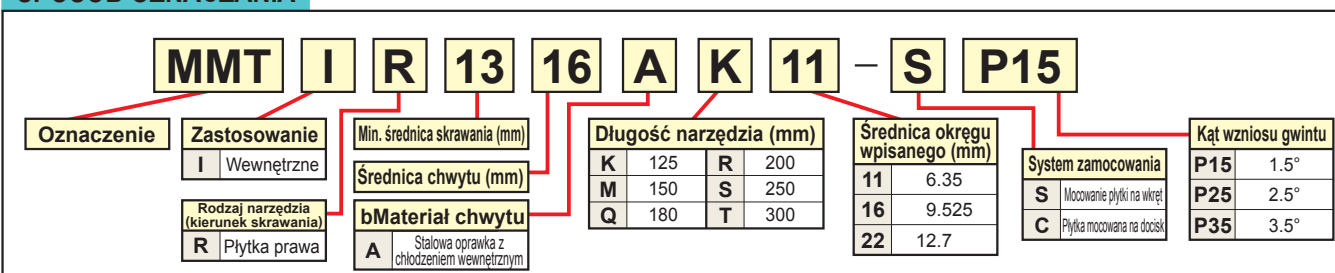 SPOSÓB OZNACZANIA
MMT I R 13 16 A K 11 – S P15
Oznaczenie
Zastosowanie
I Wewnętrzne
Rodzaj narzędzia
(kierunek skrawania)
R Płytka prawa
Min. średnica skrawania (mm)
Średnica chwytu (mm)
bMateriał chwytu
A Stalowa oprawka z
chłodzeniem wewnętrznym
Długość narzędzia (mm)
K 125 R 200
M 150 S 250
Q 180 T 300
Średnica okręgu
wpisanego (mm)
11 6.35
16 9.525
22 12.7
System zamocowania
S Mocowanie płytki na wkręt
C Płytka mocowana na docisk
Kąt wzniosu gwintu
P15 1.5°
P25 2.5°
P35 3.5°